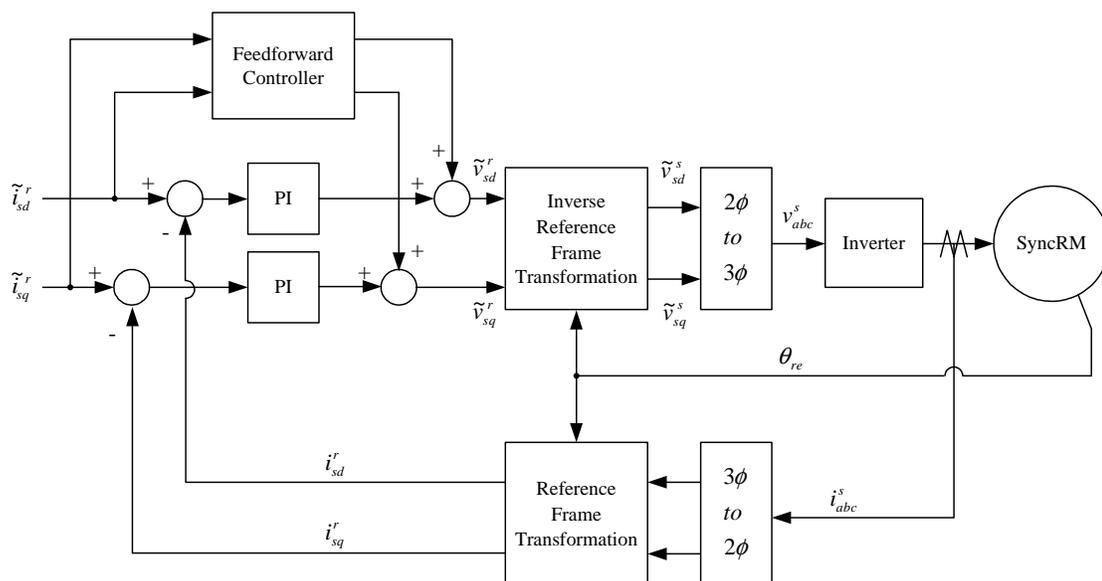 Feedforward
Controller
+
+
ĩ^r_sd
+
-
PI
+
ṽ^r_sd
Inverse
Reference
Frame
Transformation
ṽ^s_sd
2ϕ
to
3ϕ
v^s_abc
Inverter
SyncRM
ĩ^r_sq
+
-
PI
+
ṽ^r_sq
ṽ^s_sq
θ_re
i^r_sd
i^r_sq
Reference
Frame
Transformation
3ϕ
to
2ϕ
i^s_abc